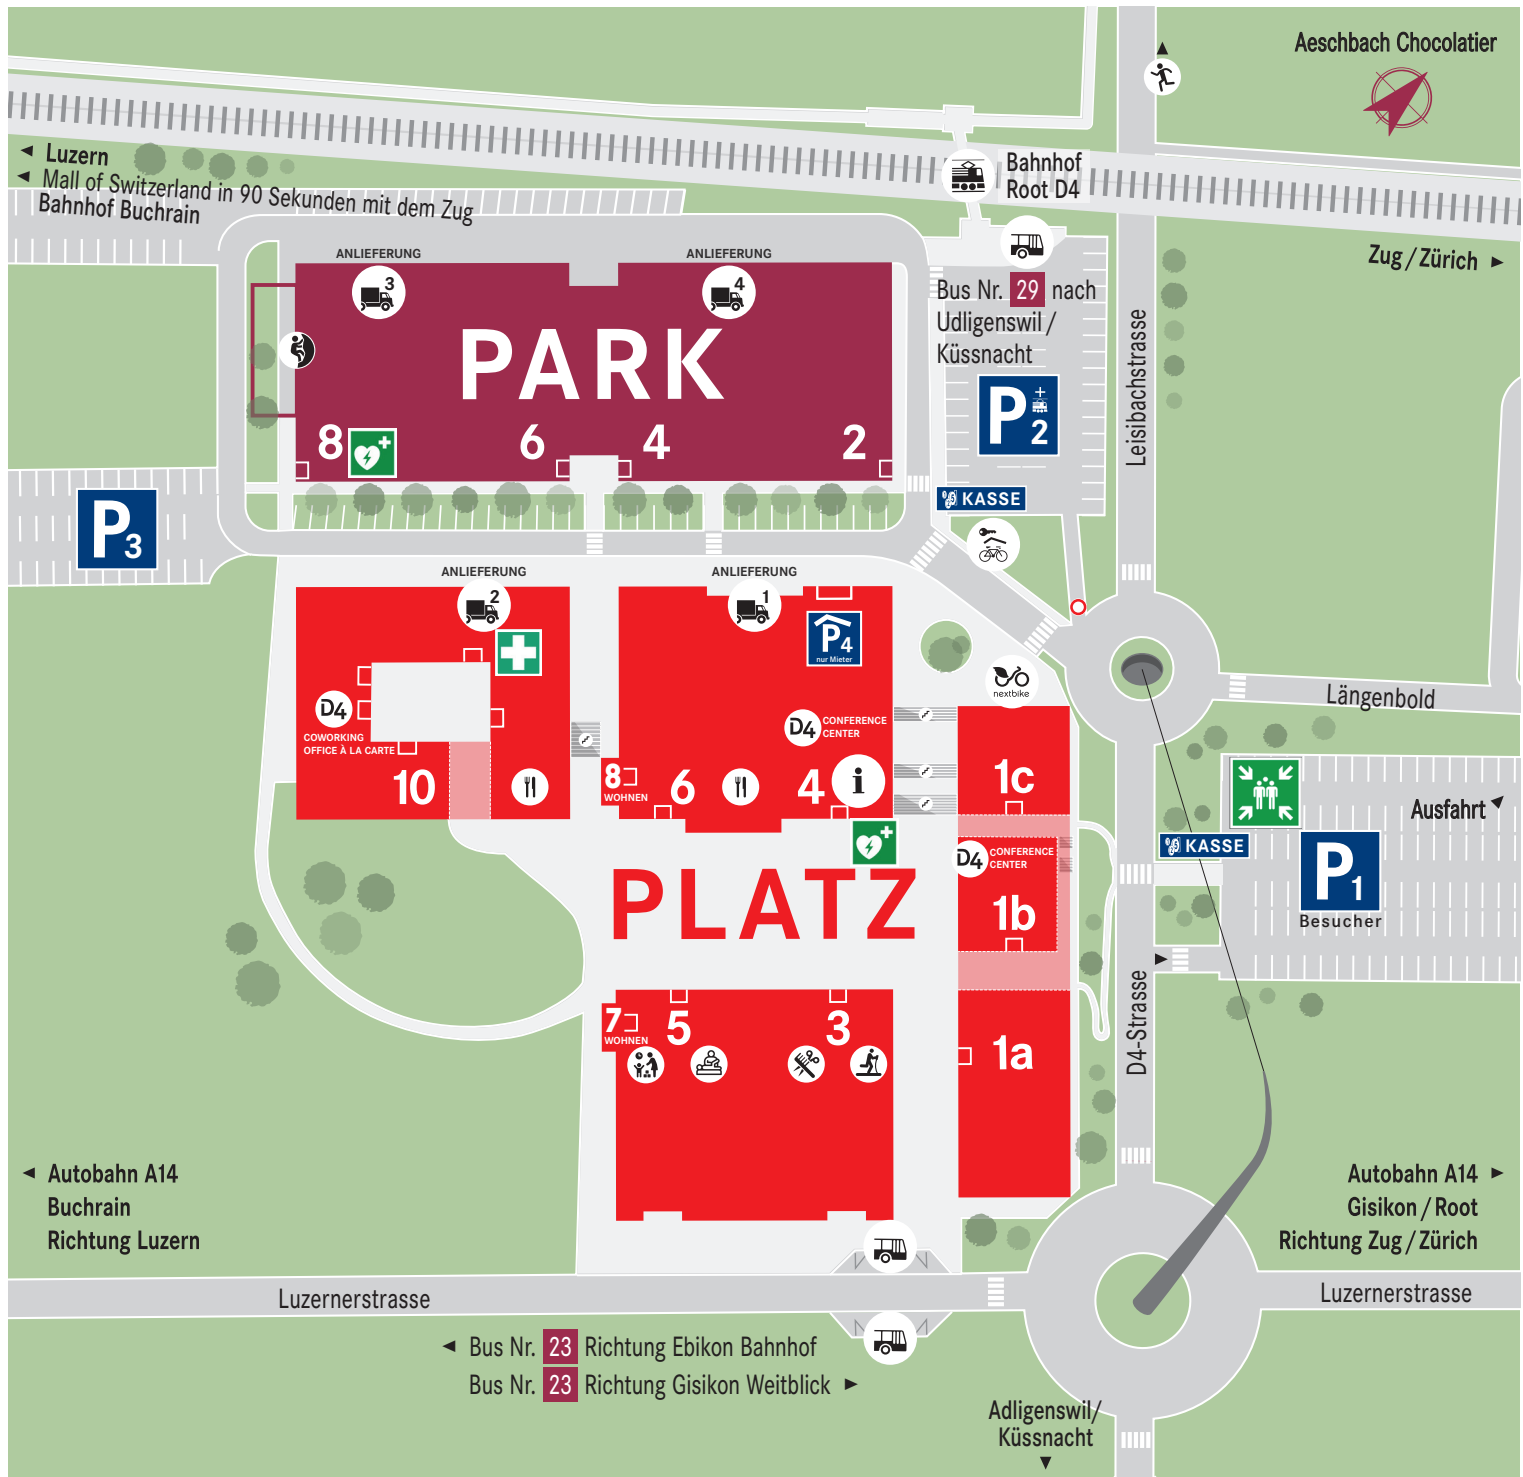 Aeschbach Chocolatier
Luzern
Mall of Switzerland in 90 Sekunden mit dem Zug
Bahnhof Buchrain
Bahnhof
Root D4
Zug / Zürich
ANLIEFERUNG
3
ANLIEFERUNG
4
PARK
8
6
4
2
Bus Nr. 29 nach
Udligenswil /
Küssnacht
P + 2
KASSE
Leisibachstrasse
P3
ANLIEFERUNG
2
ANLIEFERUNG
1
P4
nur Mieter
nextbike
Längenbold
D4
COWORKING
OFFICE À LA CARTE
10
D4 CONFERENCE
CENTER
8
WOHNEN
6
4
i
1c
Ausfahrt
KASSE
P1
Besucher
D4 CONFERENCE
CENTER
1b
PLATZ
7
WOHNEN
5
3
1a
D4-Strasse
Autobahn A14
Buchrain
Richtung Luzern
Autobahn A14
Gisikon / Root
Richtung Zug / Zürich
Luzernerstrasse
Luzernerstrasse
Bus Nr. 23 Richtung Ebikon Bahnhof
Bus Nr. 23 Richtung Gisikon Weitblick
Adligenswil/
Küssnacht